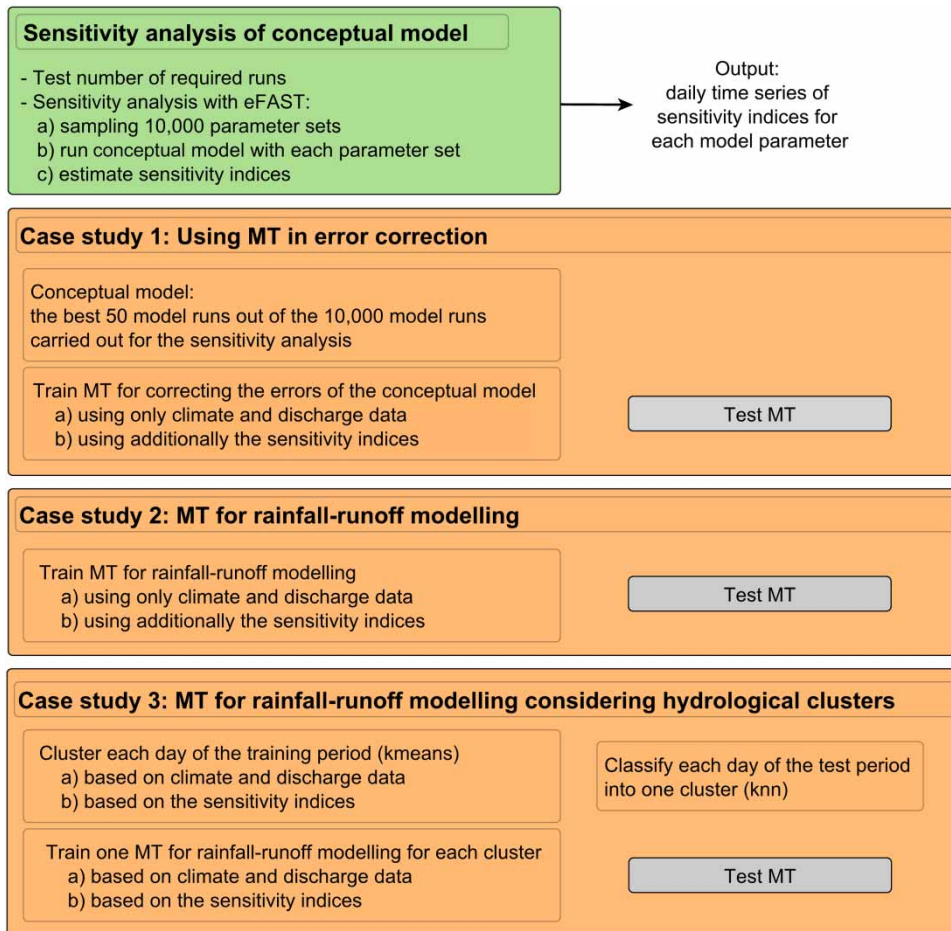 Sensitivity analysis of conceptual model
- Test number of required runs
- Sensitivity analysis with eFAST:
a) sampling 10,000 parameter sets
b) run conceptual model with each parameter set
c) estimate sensitivity indices
Output:
daily time series of
sensitivity indices for
each model parameter
Case study 1: Using MT in error correction
Conceptual model:
the best 50 model runs out of the 10,000 model runs
carried out for the sensitivity analysis
Train MT for correcting the errors of the conceptual model
a) using only climate and discharge data
b) using additionally the sensitivity indices
Test MT
Case study 2: MT for rainfall-runoff modelling
Train MT for rainfall-runoff modelling
a) using only climate and discharge data
b) using additionally the sensitivity indices
Test MT
Case study 3: MT for rainfall-runoff modelling considering hydrological clusters
Cluster each day of the training period (kmeans)
a) based on climate and discharge data
b) based on the sensitivity indices
Classify each day of the test period
into one cluster (knn)
Train one MT for rainfall-runoff modelling for each cluster
a) based on climate and discharge data
b) based on the sensitivity indices
Test MT